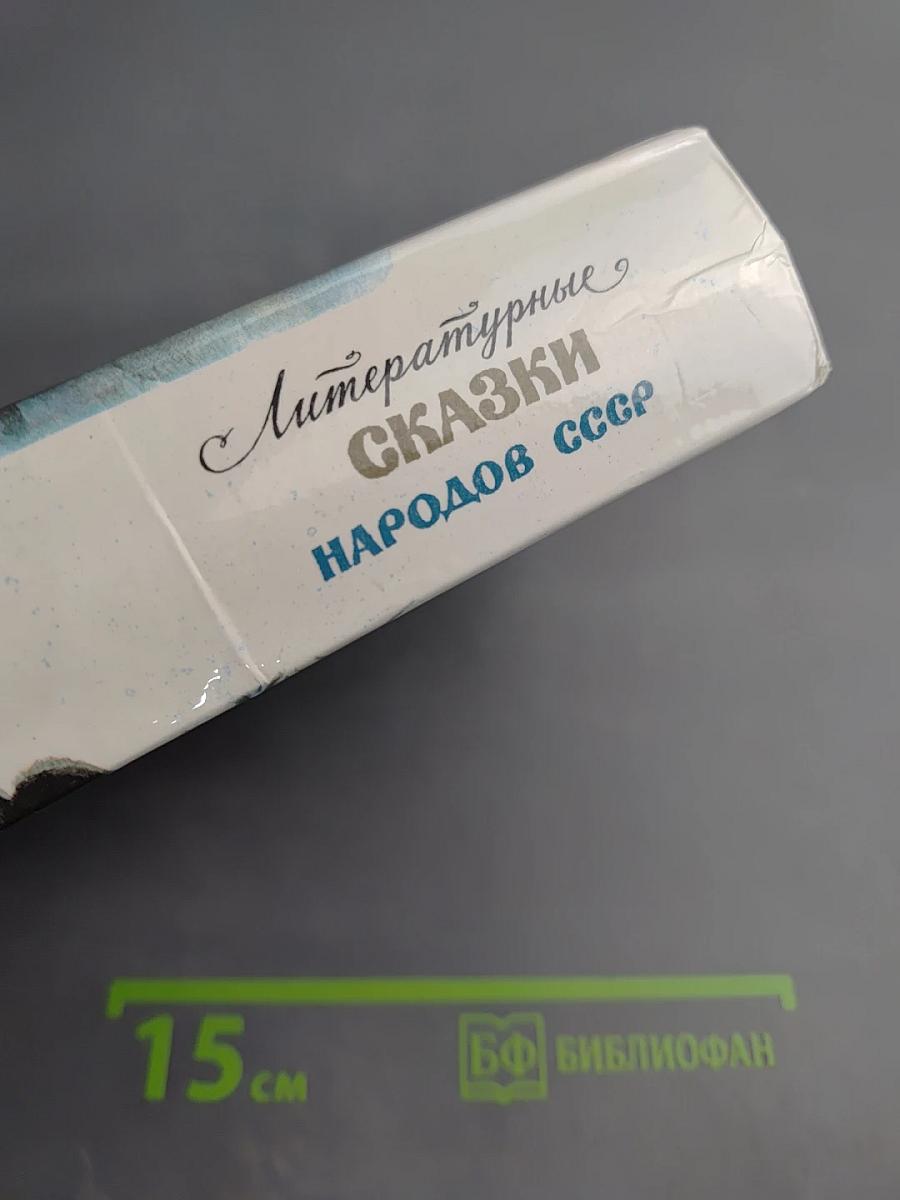 Литературные
СКАЗКИ
НАРОДОВ СССР
15 см
БФ БИБЛИОФАН